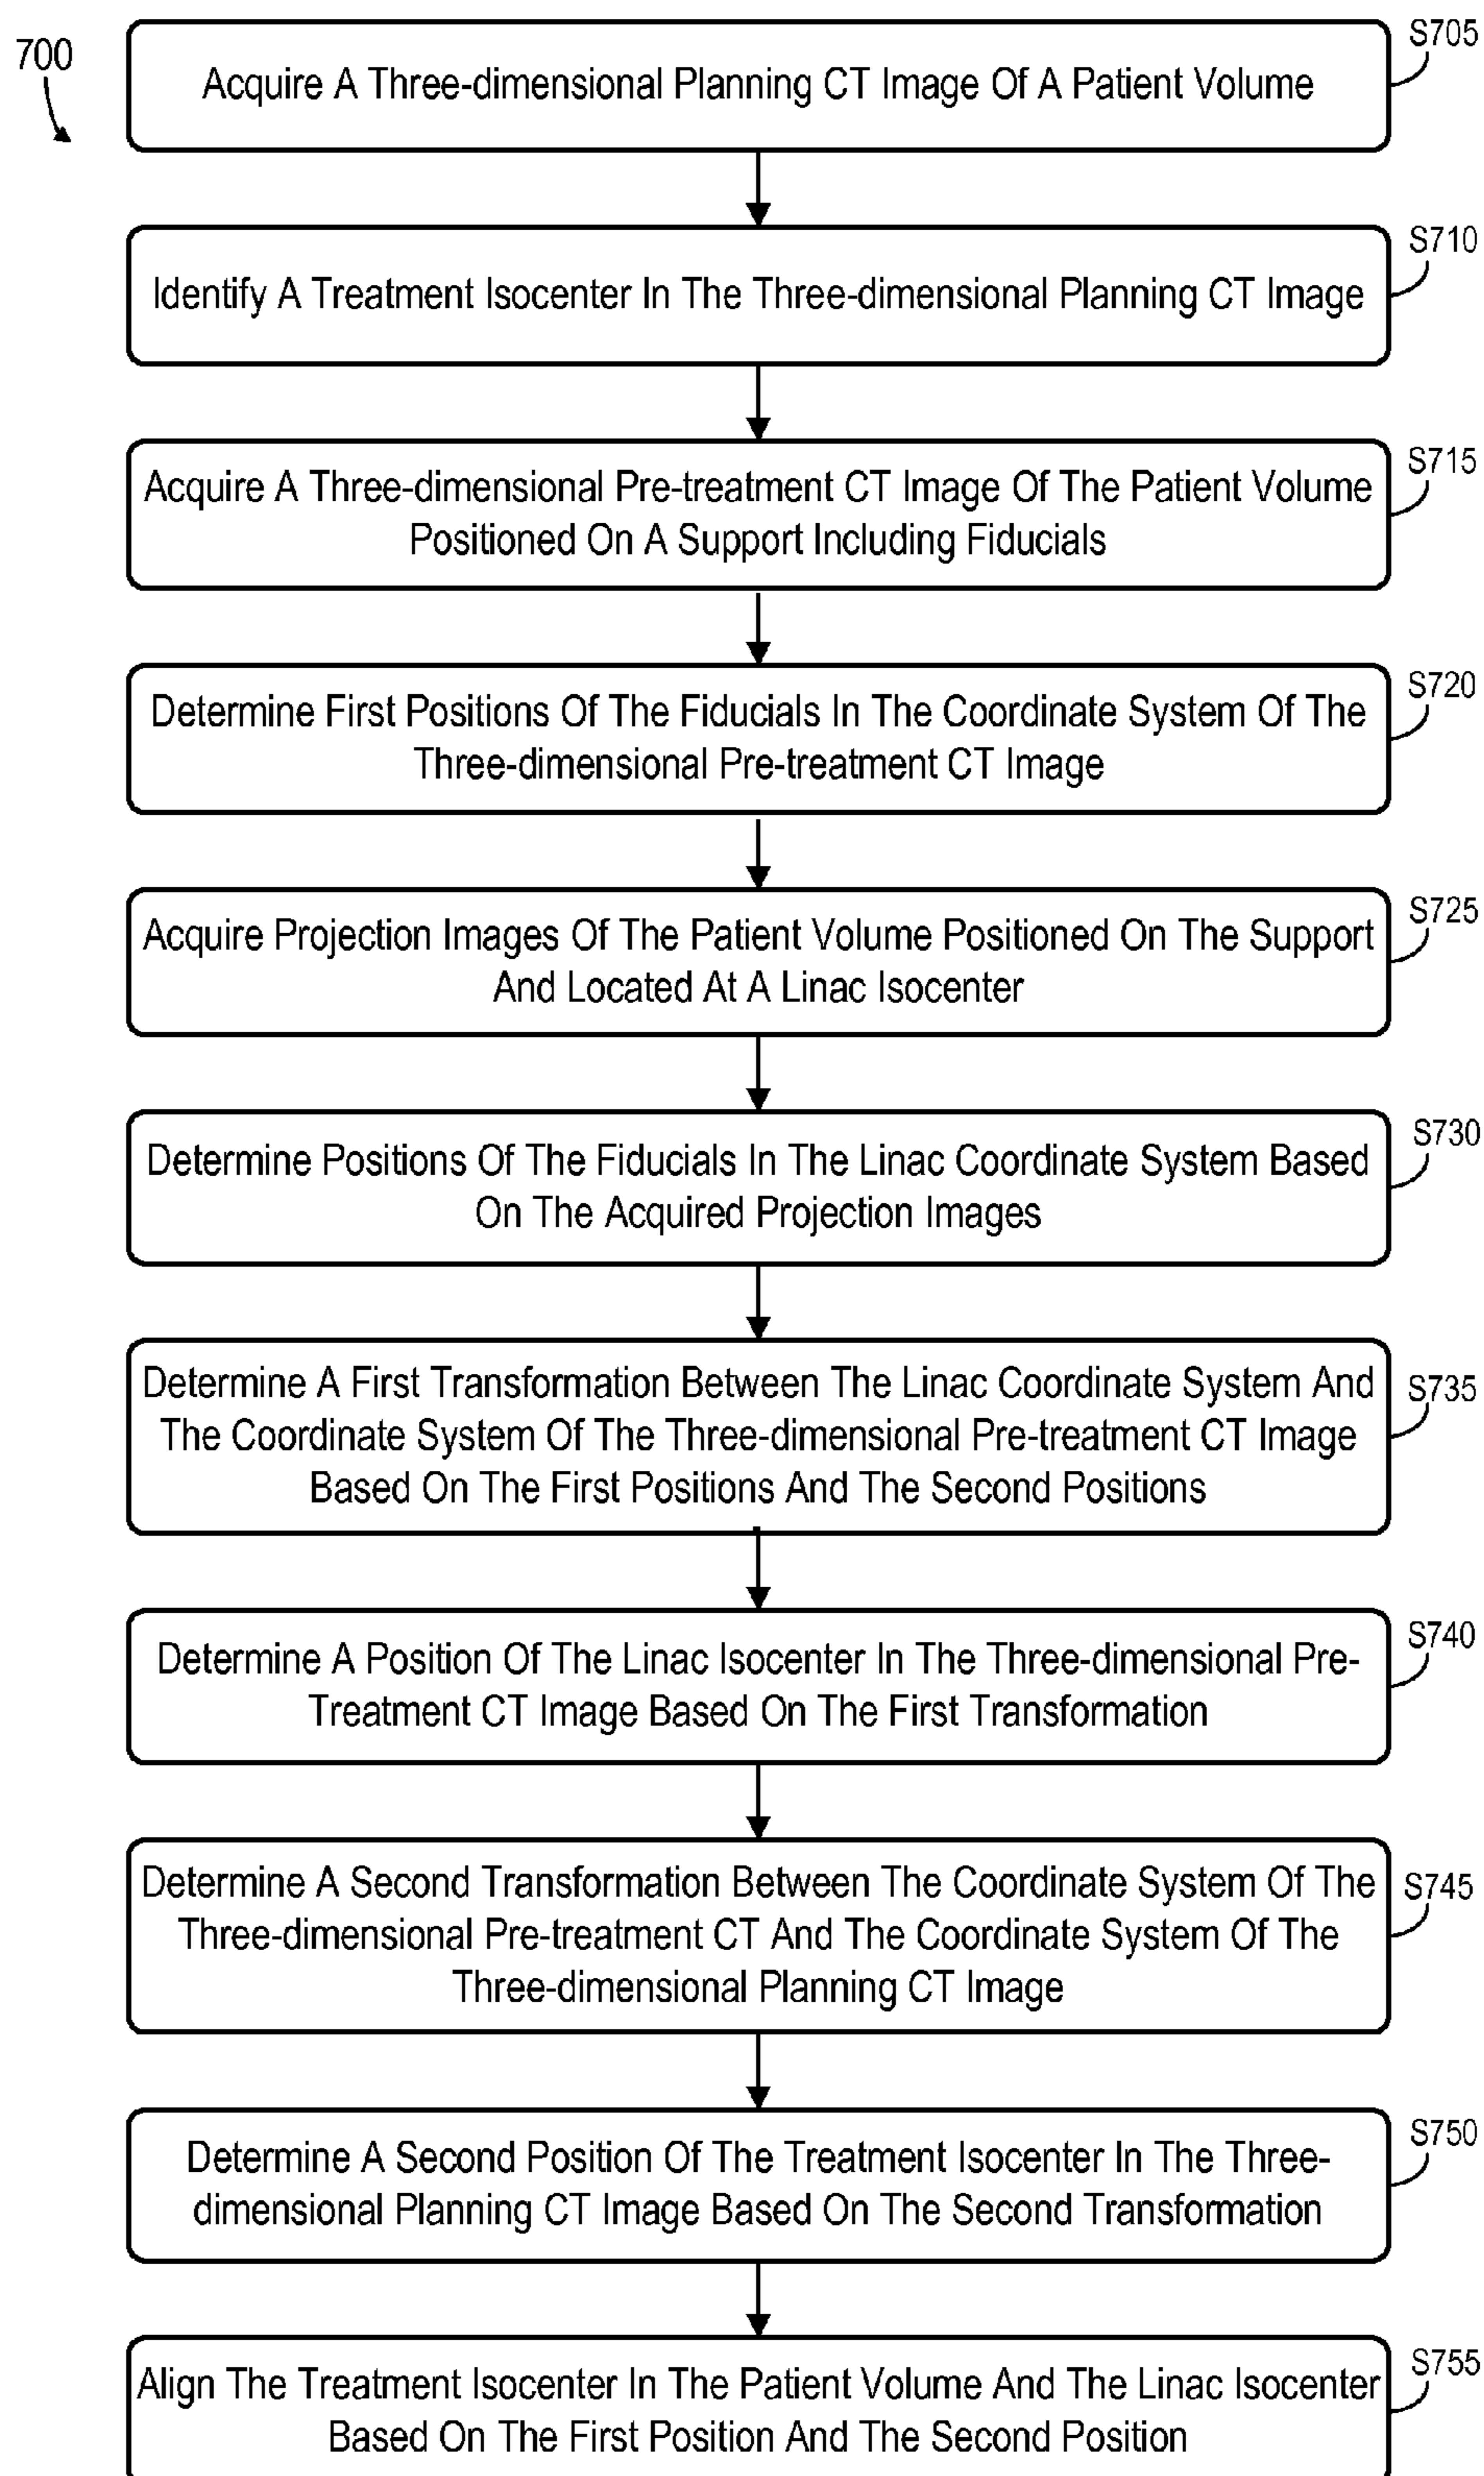 700
S705
Acquire A Three-dimensional Planning CT Image Of A Patient Volume
S710
Identify A Treatment Isocenter In The Three-dimensional Planning CT Image
S715
Acquire A Three-dimensional Pre-treatment CT Image Of The Patient Volume
Positioned On A Support Including Fiducials
S720
Determine First Positions Of The Fiducials In The Coordinate System Of The
Three-dimensional Pre-treatment CT Image
S725
Acquire Projection Images Of The Patient Volume Positioned On The Support
And Located At A Linac Isocenter
S730
Determine Positions Of The Fiducials In The Linac Coordinate System Based
On The Acquired Projection Images
S735
Determine A First Transformation Between The Linac Coordinate System And
The Coordinate System Of The Three-dimensional Pre-treatment CT Image
Based On The First Positions And The Second Positions
S740
Determine A Position Of The Linac Isocenter In The Three-dimensional Pre-
Treatment CT Image Based On The First Transformation
S745
Determine A Second Transformation Between The Coordinate System Of The
Three-dimensional Pre-treatment CT And The Coordinate System Of The
Three-dimensional Planning CT Image
S750
Determine A Second Position Of The Treatment Isocenter In The Three-
dimensional Planning CT Image Based On The Second Transformation
S755
Align The Treatment Isocenter In The Patient Volume And The Linac Isocenter
Based On The First Position And The Second Position